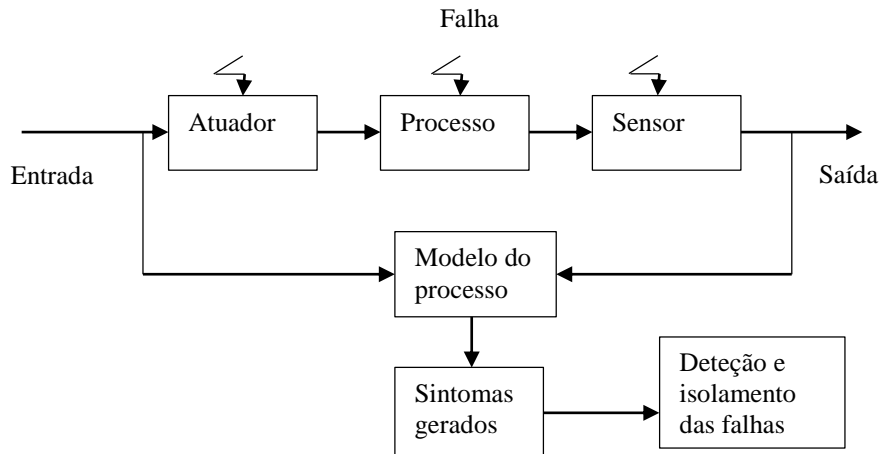 Falha
Atuador
Processo
Sensor
Entrada
Saída
Modelo do
processo
Sintomas
gerados
Deteção e
isolamento
das falhas